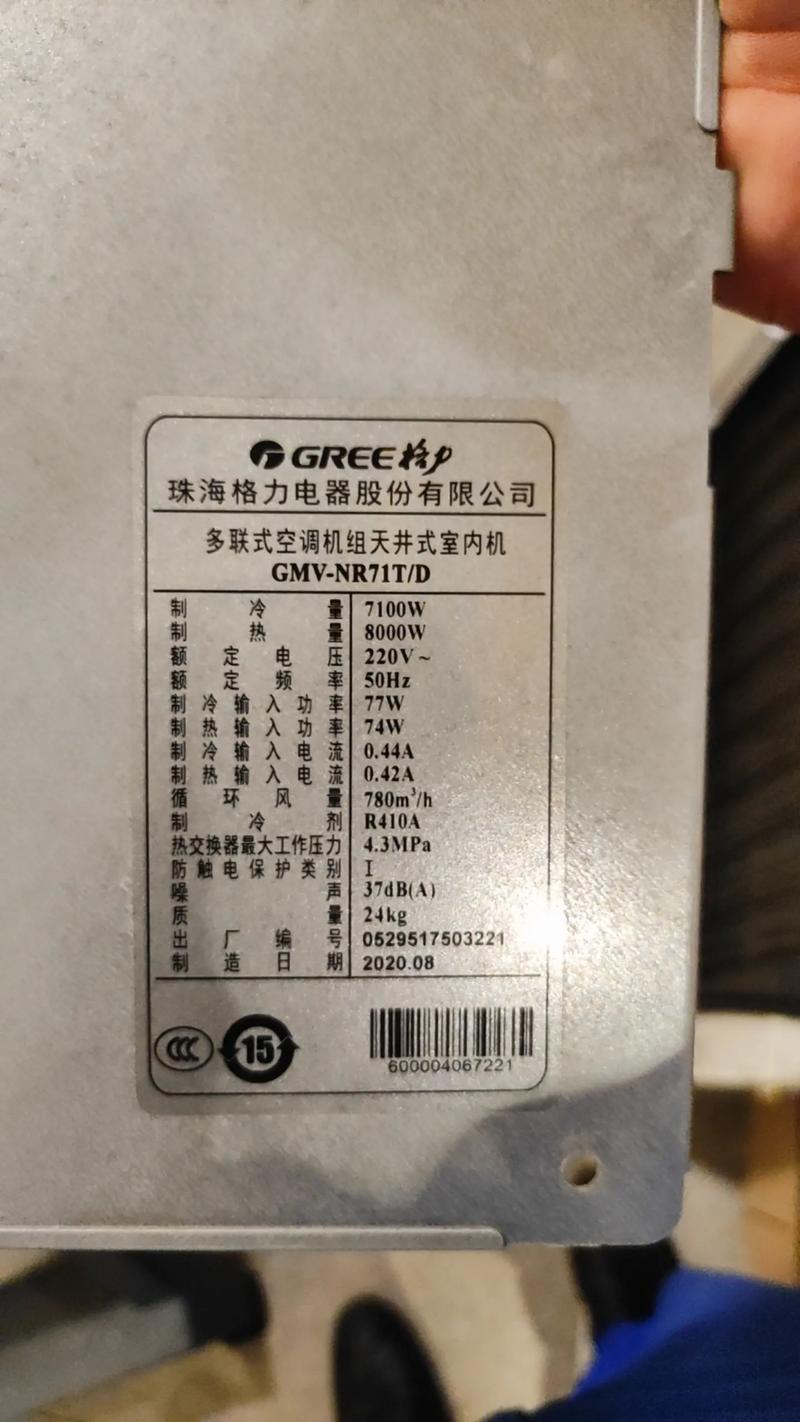 GREE格力
珠海格力电器股份有限公司
多联式空调机组天井式室内机
GMV-NR71T/D
制冷量 7100W
制热量 8000W
额定电压 220V~
额定频率 50Hz
制冷输入功率 77W
制热输入功率 74W
制冷输入电流 0.44A
制热输入电流 0.42A
循环风量 780m³/h
制冷剂 R410A
热交换器最大工作压力 4.3MPa
防触电保护类别 I
噪声 37dB(A)
质量 24kg
出厂编号 0529517503221
制造日期 2020.08
CCC 15
600004067221